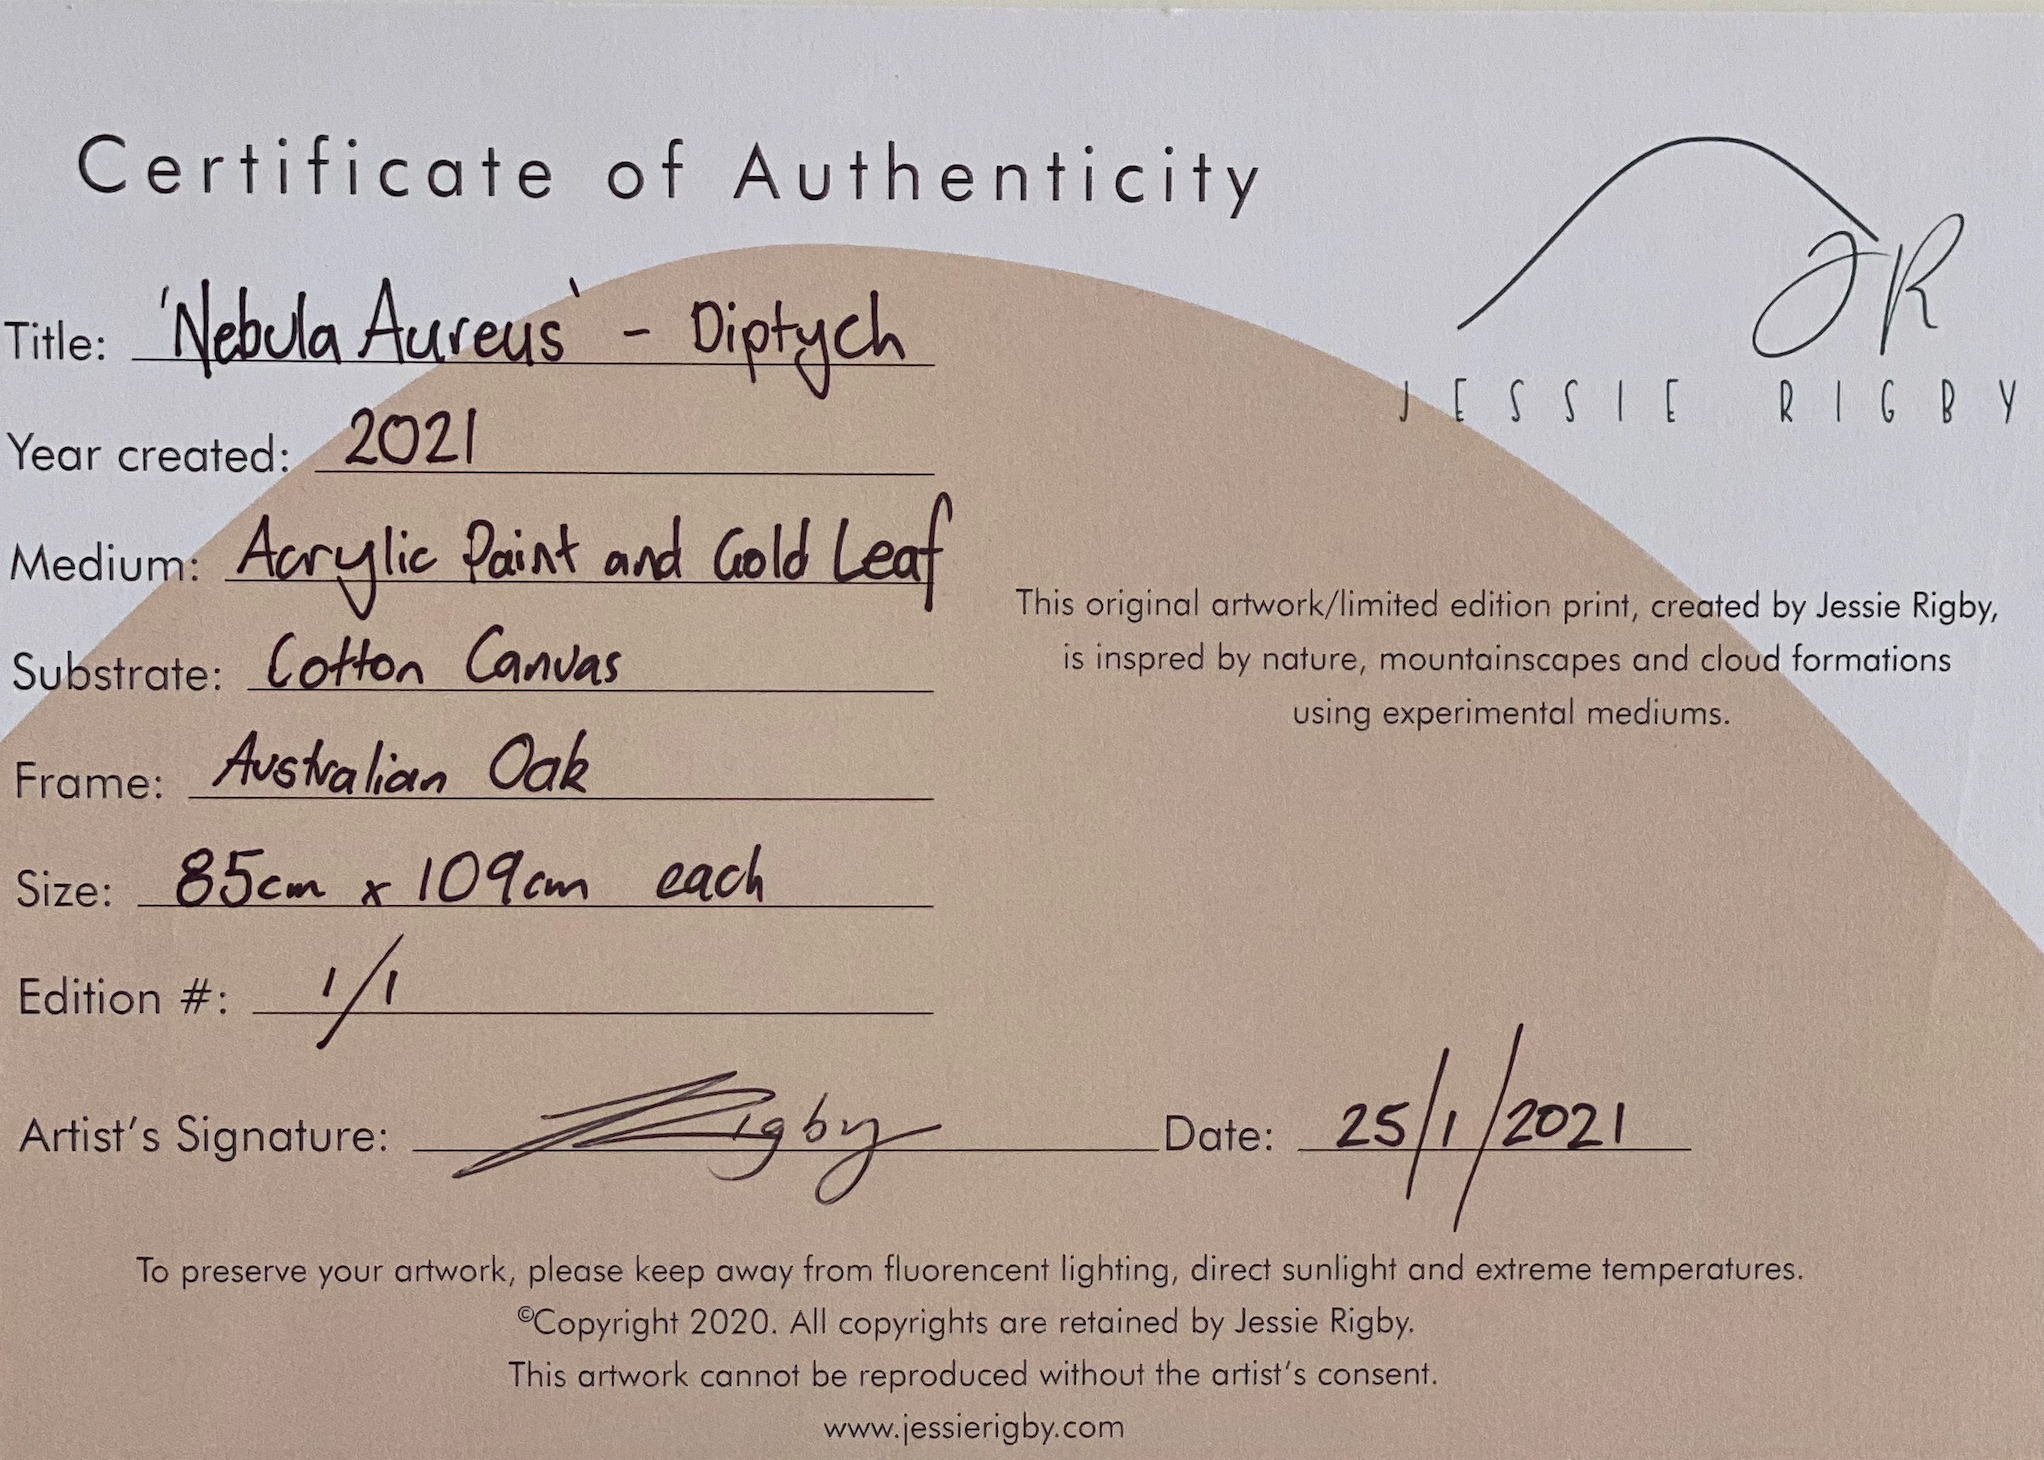 Certificate of Authenticity
JR
JESSIE RIGBY
Title: 'Nebula Aureus' - Diptych
Year created: 2021
Medium: Acrylic Paint and Gold Leaf
Substrate: Cotton Canvas
Frame: Australian Oak
Size: 85cm x 109cm each
Edition #: 1/1
This original artwork/limited edition print, created by Jessie Rigby,
is inspred by nature, mountainscapes and cloud formations
using experimental mediums.
Artist's Signature: Rigby Date: 25/1/2021
To preserve your artwork, please keep away from fluorencent lighting, direct sunlight and extreme temperatures.
©Copyright 2020. All copyrights are retained by Jessie Rigby.
This artwork cannot be reproduced without the artist's consent.
www.jessierigby.com